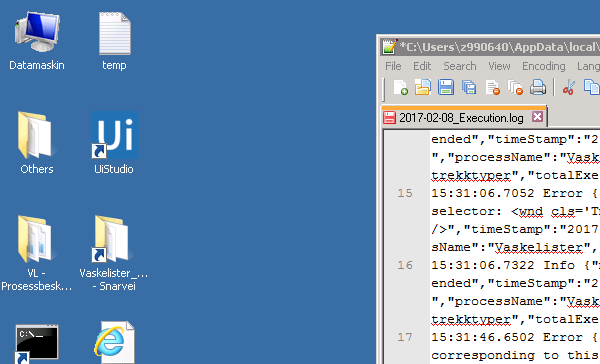 Datamaskin
temp
Others
Ui
UiStudio
VL -
Prosessbesk...
Vaskelister_...
- Snarvei
C:\_
*C:\Users\z990640\AppData\local\
File Edit Search View Encoding Lang
2017-02-08_Execution.log
ended","timeStamp":"2
","processName":"Vask
trekktyper","totalExe
15 15:31:06.7052 Error {
selector: <wnd cls='T
/>","timeStamp":"2017
sName":"Vaskelister",
16 15:31:06.7322 Info {"
ended","timeStamp":"2
","processName":"Vask
trekktyper","totalExe
17 15:31:46.6502 Error {
corresponding to this